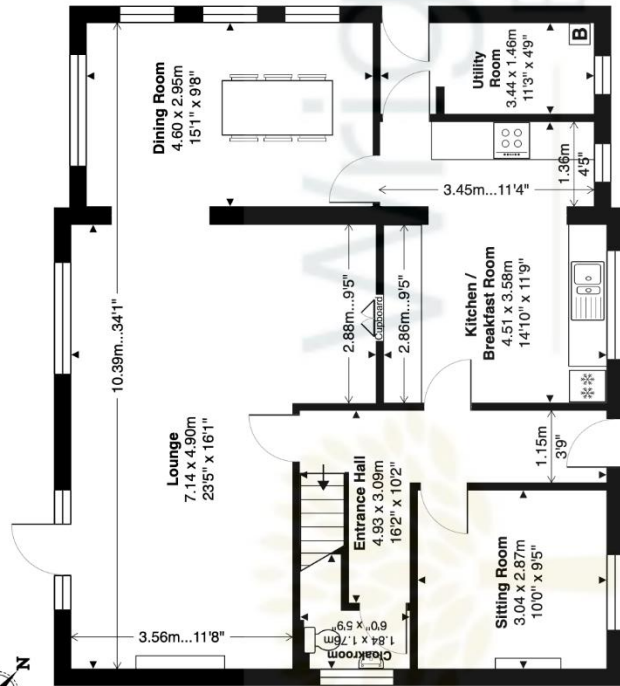 Dining Room
4.60 x 2.95m
15'1" x 9'8"
Utility
Room
3.44 x 1.46m
11'3" x 4'9"
B
10.39m...34'1"
3.45m...11'4"
1.36m
4'5"
Lounge
7.14 x 4.90m
23'5" x 16'1"
2.88m...9'5"
Cupboard
2.86m...9'5"
Kitchen /
Breakfast Room
4.51 x 3.58m
14'10" x 11'9"
Entrance Hall
4.93 x 3.09m
16'2" x 10'2"
1.15m
3'9"
3.56m...11'8"
Cloakroom
1.84 x 1.76m
6'0" x 5'9"
Sitting Room
3.04 x 2.87m
10'0" x 9'5"
N